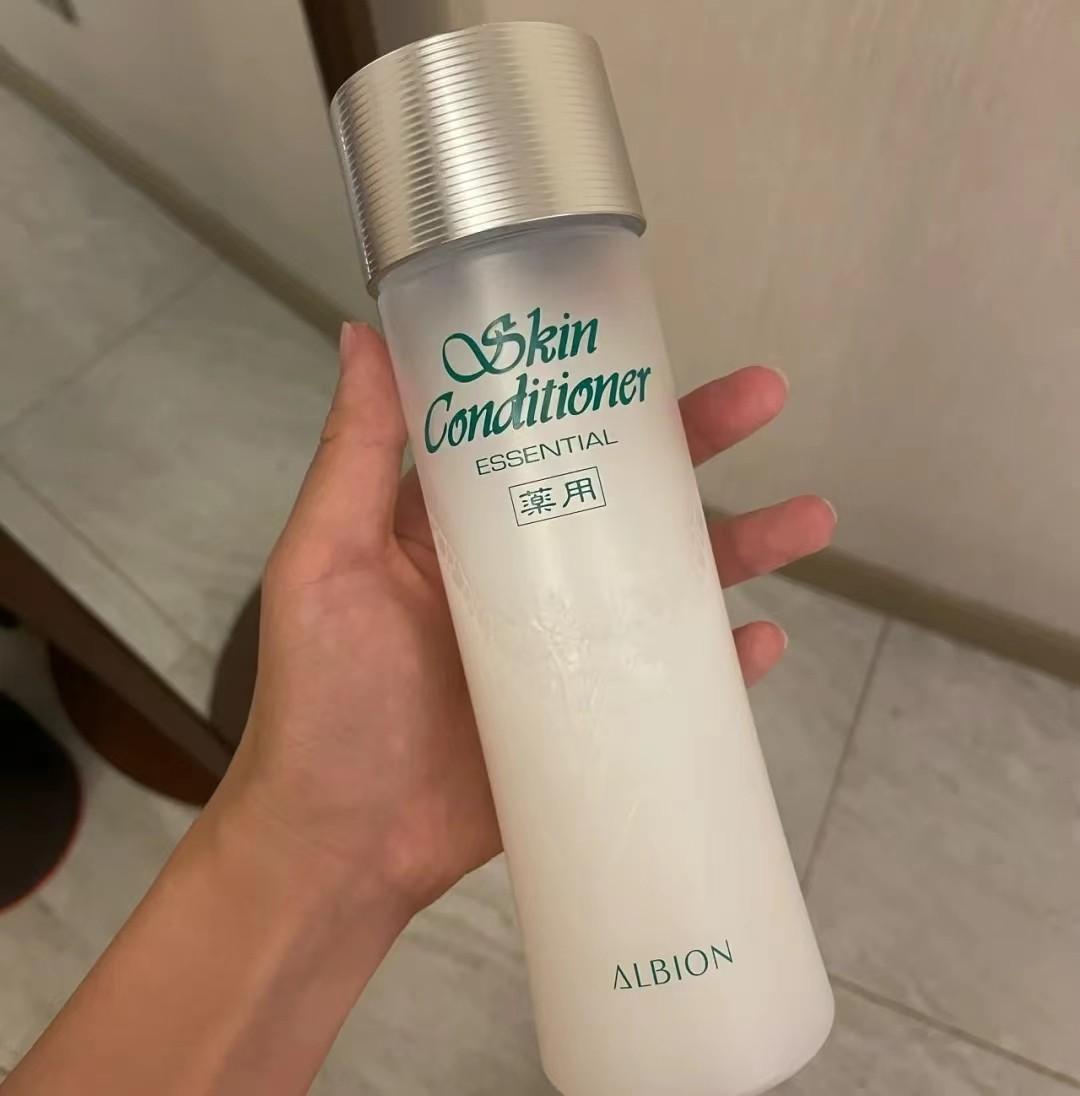 Skin
Conditioner
ESSENTIAL
薬用
ALBION